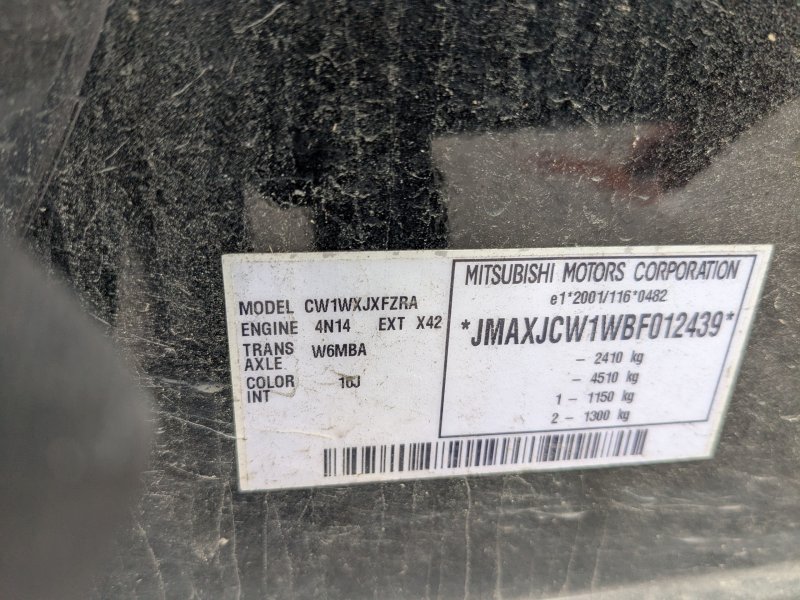 MODEL CW1WXJXFZRA
ENGINE 4N14 EXT X42
TRANS AXLE W6MBA
COLOR INT 10J
MITSUBISHI MOTORS CORPORATION
e1*2001/116*0482
*JMAXJCW1WBF012439*
- 2410 kg
- 4510 kg
1 - 1150 kg
2 - 1300 kg